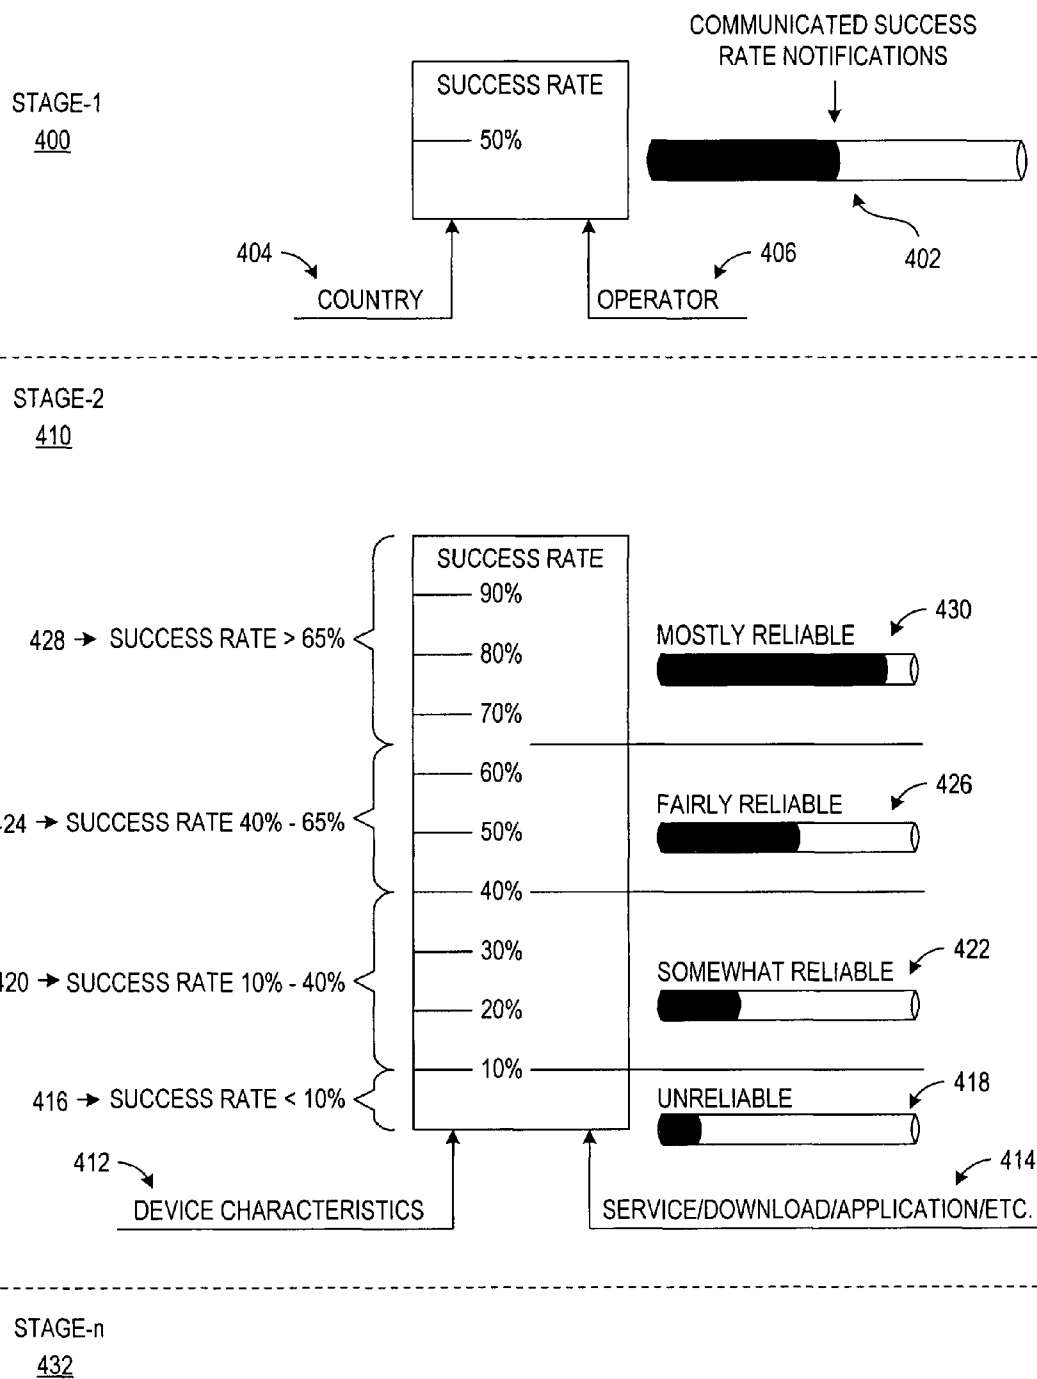 COMMUNICATED SUCCESS
RATE NOTIFICATIONS
STAGE-1
400
SUCCESS RATE
50%
402
404
406
COUNTRY
OPERATOR
STAGE-2
410
SUCCESS RATE
90%
80%
70%
60%
50%
40%
30%
20%
10%
428 → SUCCESS RATE > 65%
424 → SUCCESS RATE 40% - 65%
420 → SUCCESS RATE 10% - 40%
416 → SUCCESS RATE < 10%
430
MOSTLY RELIABLE
426
FAIRLY RELIABLE
422
SOMEWHAT RELIABLE
418
UNRELIABLE
412
414
DEVICE CHARACTERISTICS
SERVICE/DOWNLOAD/APPLICATION/ETC.
STAGE-n
432